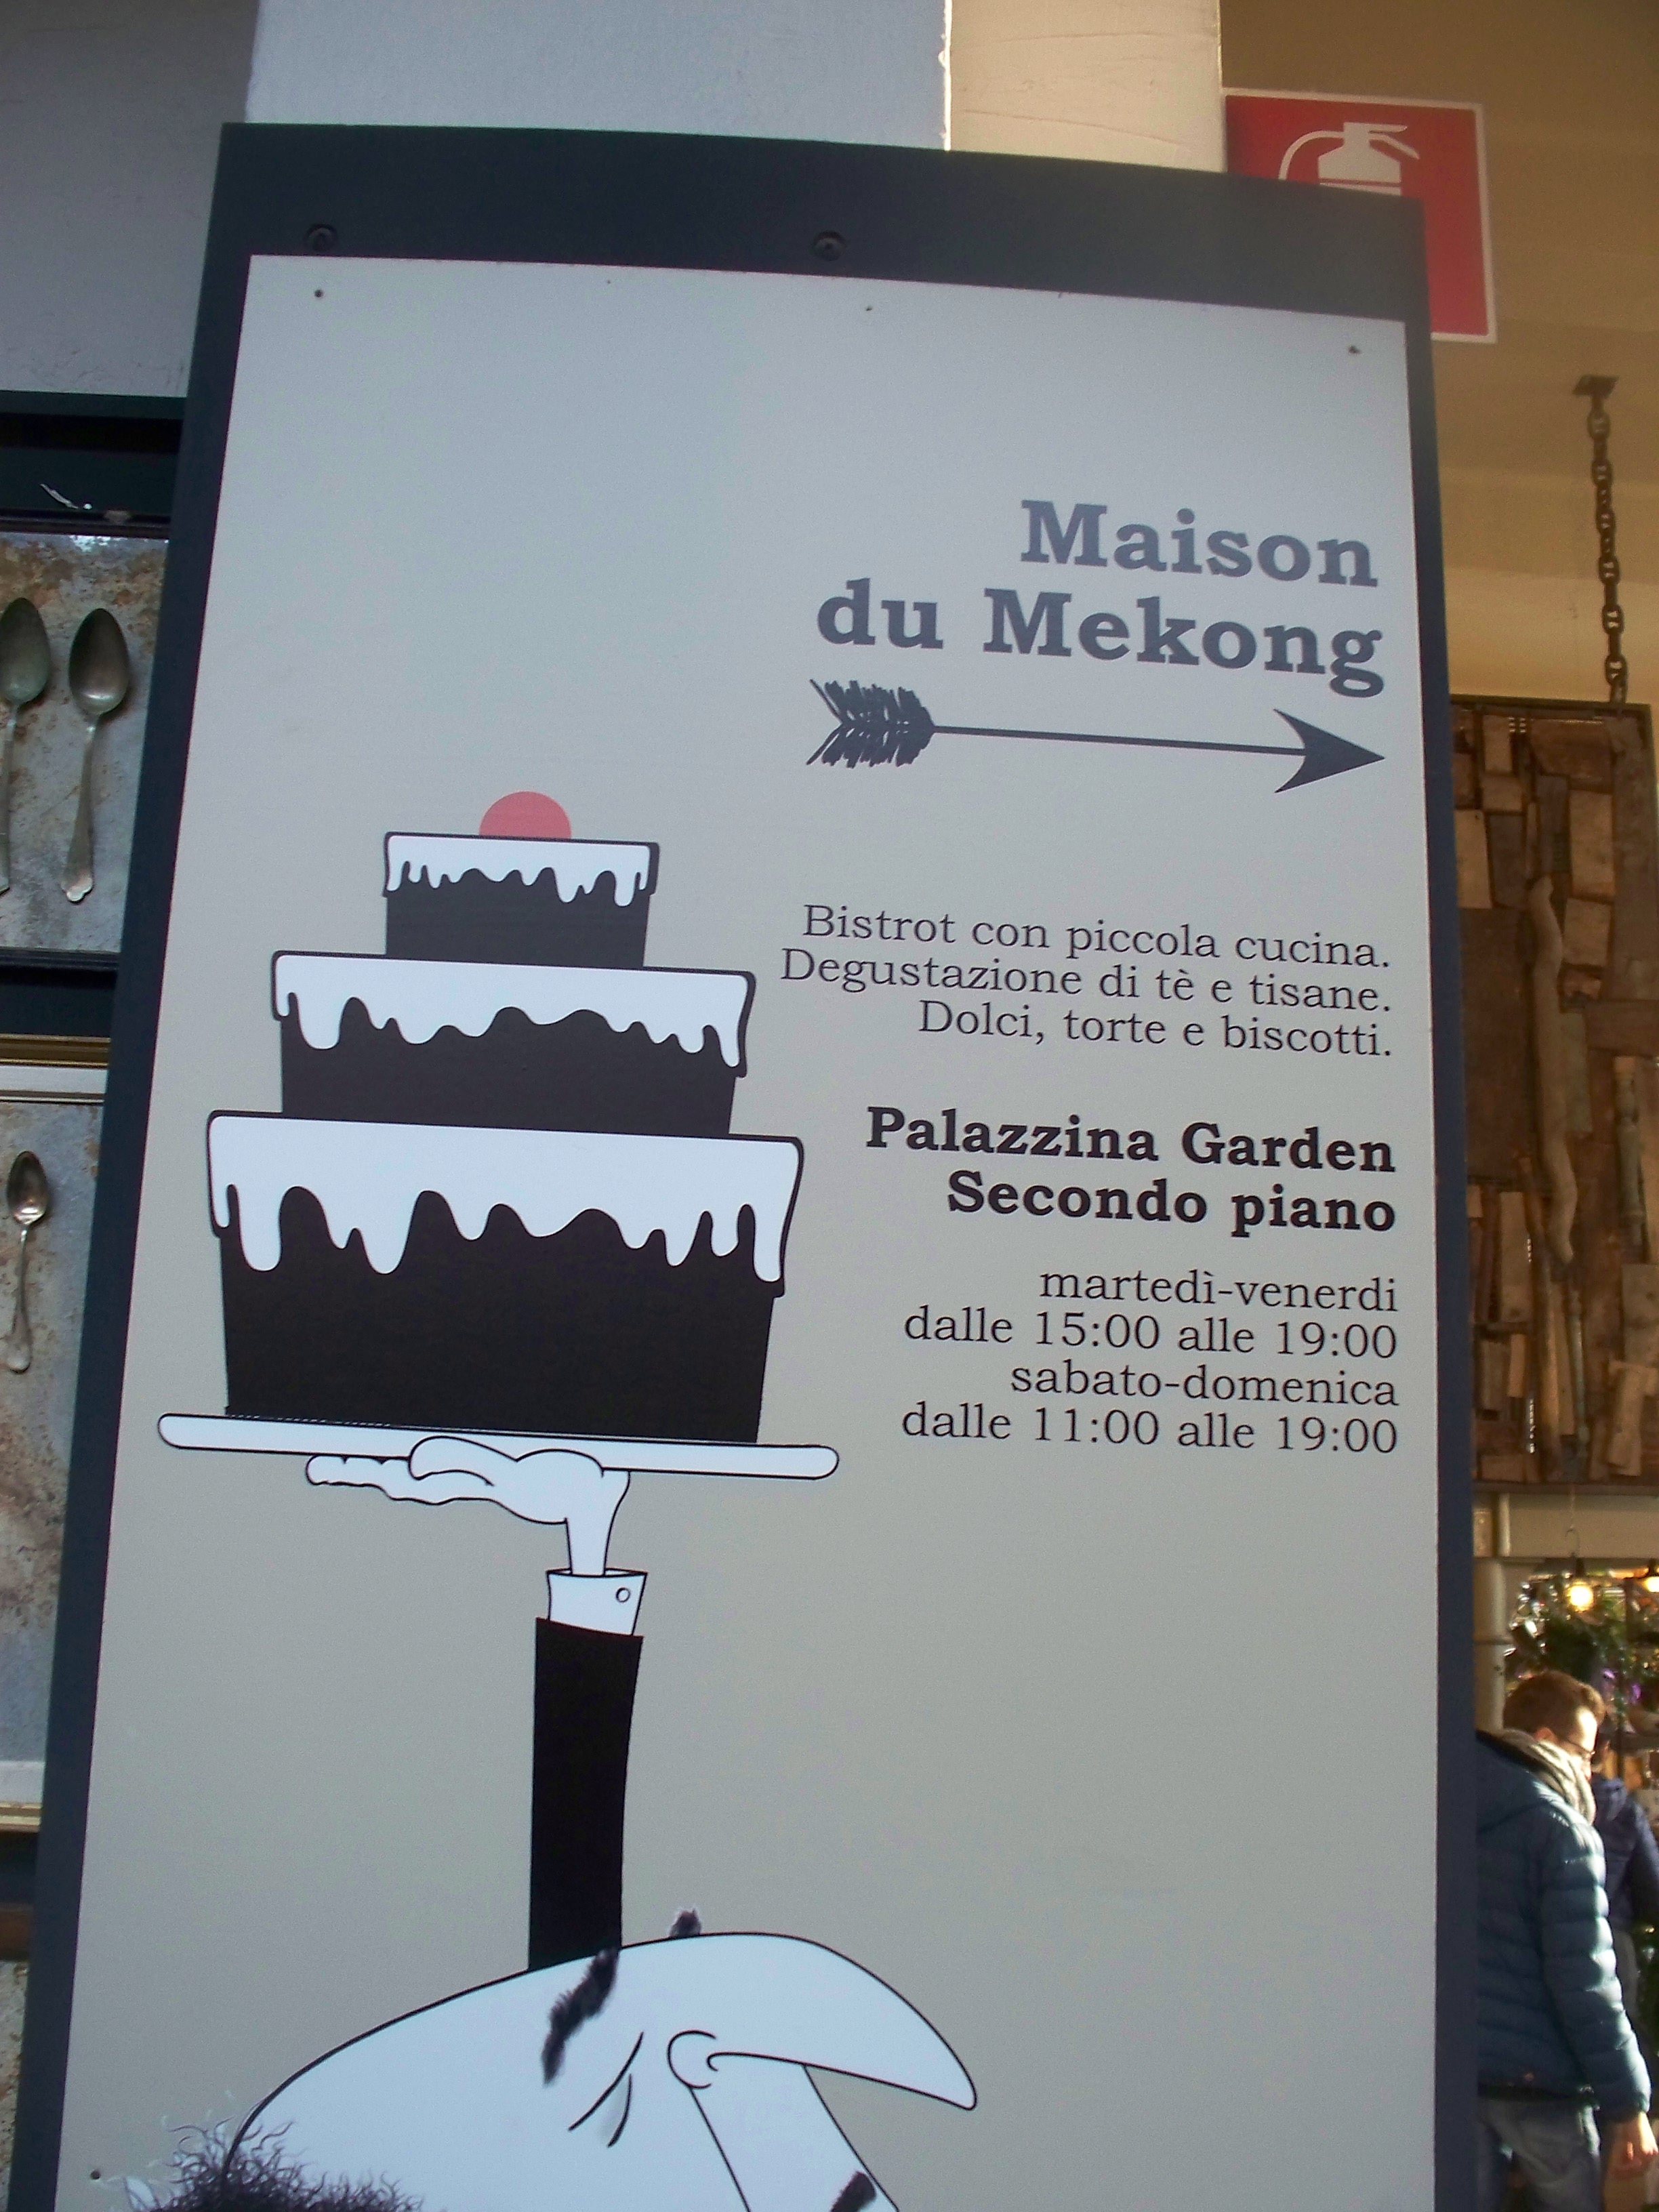 Maison
du Mekong
Bistrot con piccola cucina.
Degustazione di tè e tisane.
Dolci, torte e biscotti.
Palazzina Garden
Secondo piano
martedì-venerdi
dalle 15:00 alle 19:00
sabato-domenica
dalle 11:00 alle 19:00